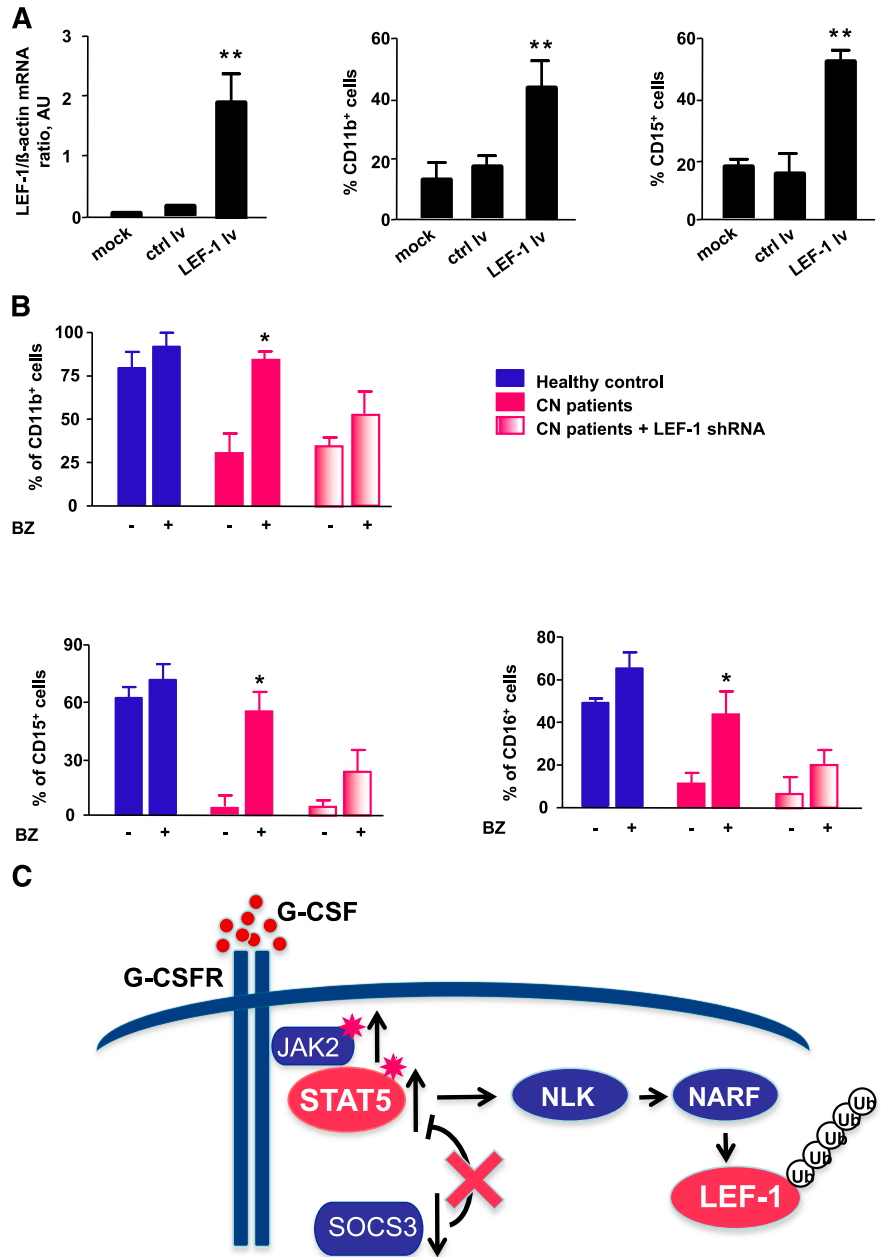 A
LEF-1/ß-actin mRNA
ratio, AU
3
2
1
0
**
mock
ctrl lv
LEF-1 lv
% CD11b+ cells
60
40
20
0
**
mock
ctrl lv
LEF-1 lv
% CD15+ cells
60
40
20
0
**
mock
ctrl lv
LEF-1 lv
B
% of CD11b+ cells
100
75
50
25
0
*
BZ - + - + - +
Healthy control
CN patients
CN patients + LEF-1 shRNA
% of CD15+ cells
90
60
30
0
*
BZ - + - + - +
% of CD16+ cells
80
60
40
20
0
*
BZ - + - + - +
C
G-CSF
G-CSFR
JAK2
STAT5
NLK
NARF
SOCS3
LEF-1
Ub
Ub
Ub
Ub
Ub